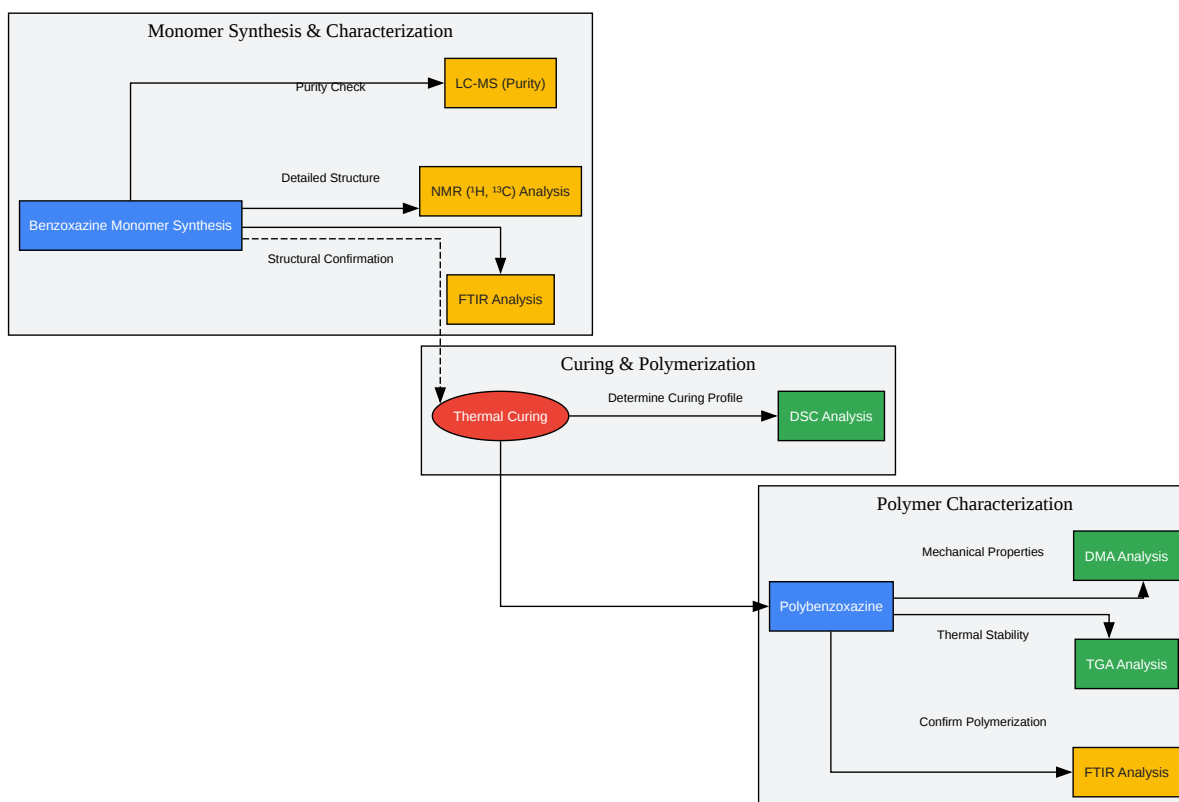 Monomer Synthesis & Characterization
Purity Check
LC-MS (Purity)
Detailed Structure
NMR (¹H, ¹³C) Analysis
Benzoxazine Monomer Synthesis
Structural Confirmation
FTIR Analysis
Curing & Polymerization
Thermal Curing
Determine Curing Profile
DSC Analysis
Polymer Characterization
Mechanical Properties
DMA Analysis
Polybenzoxazine
Thermal Stability
TGA Analysis
Confirm Polymerization
FTIR Analysis